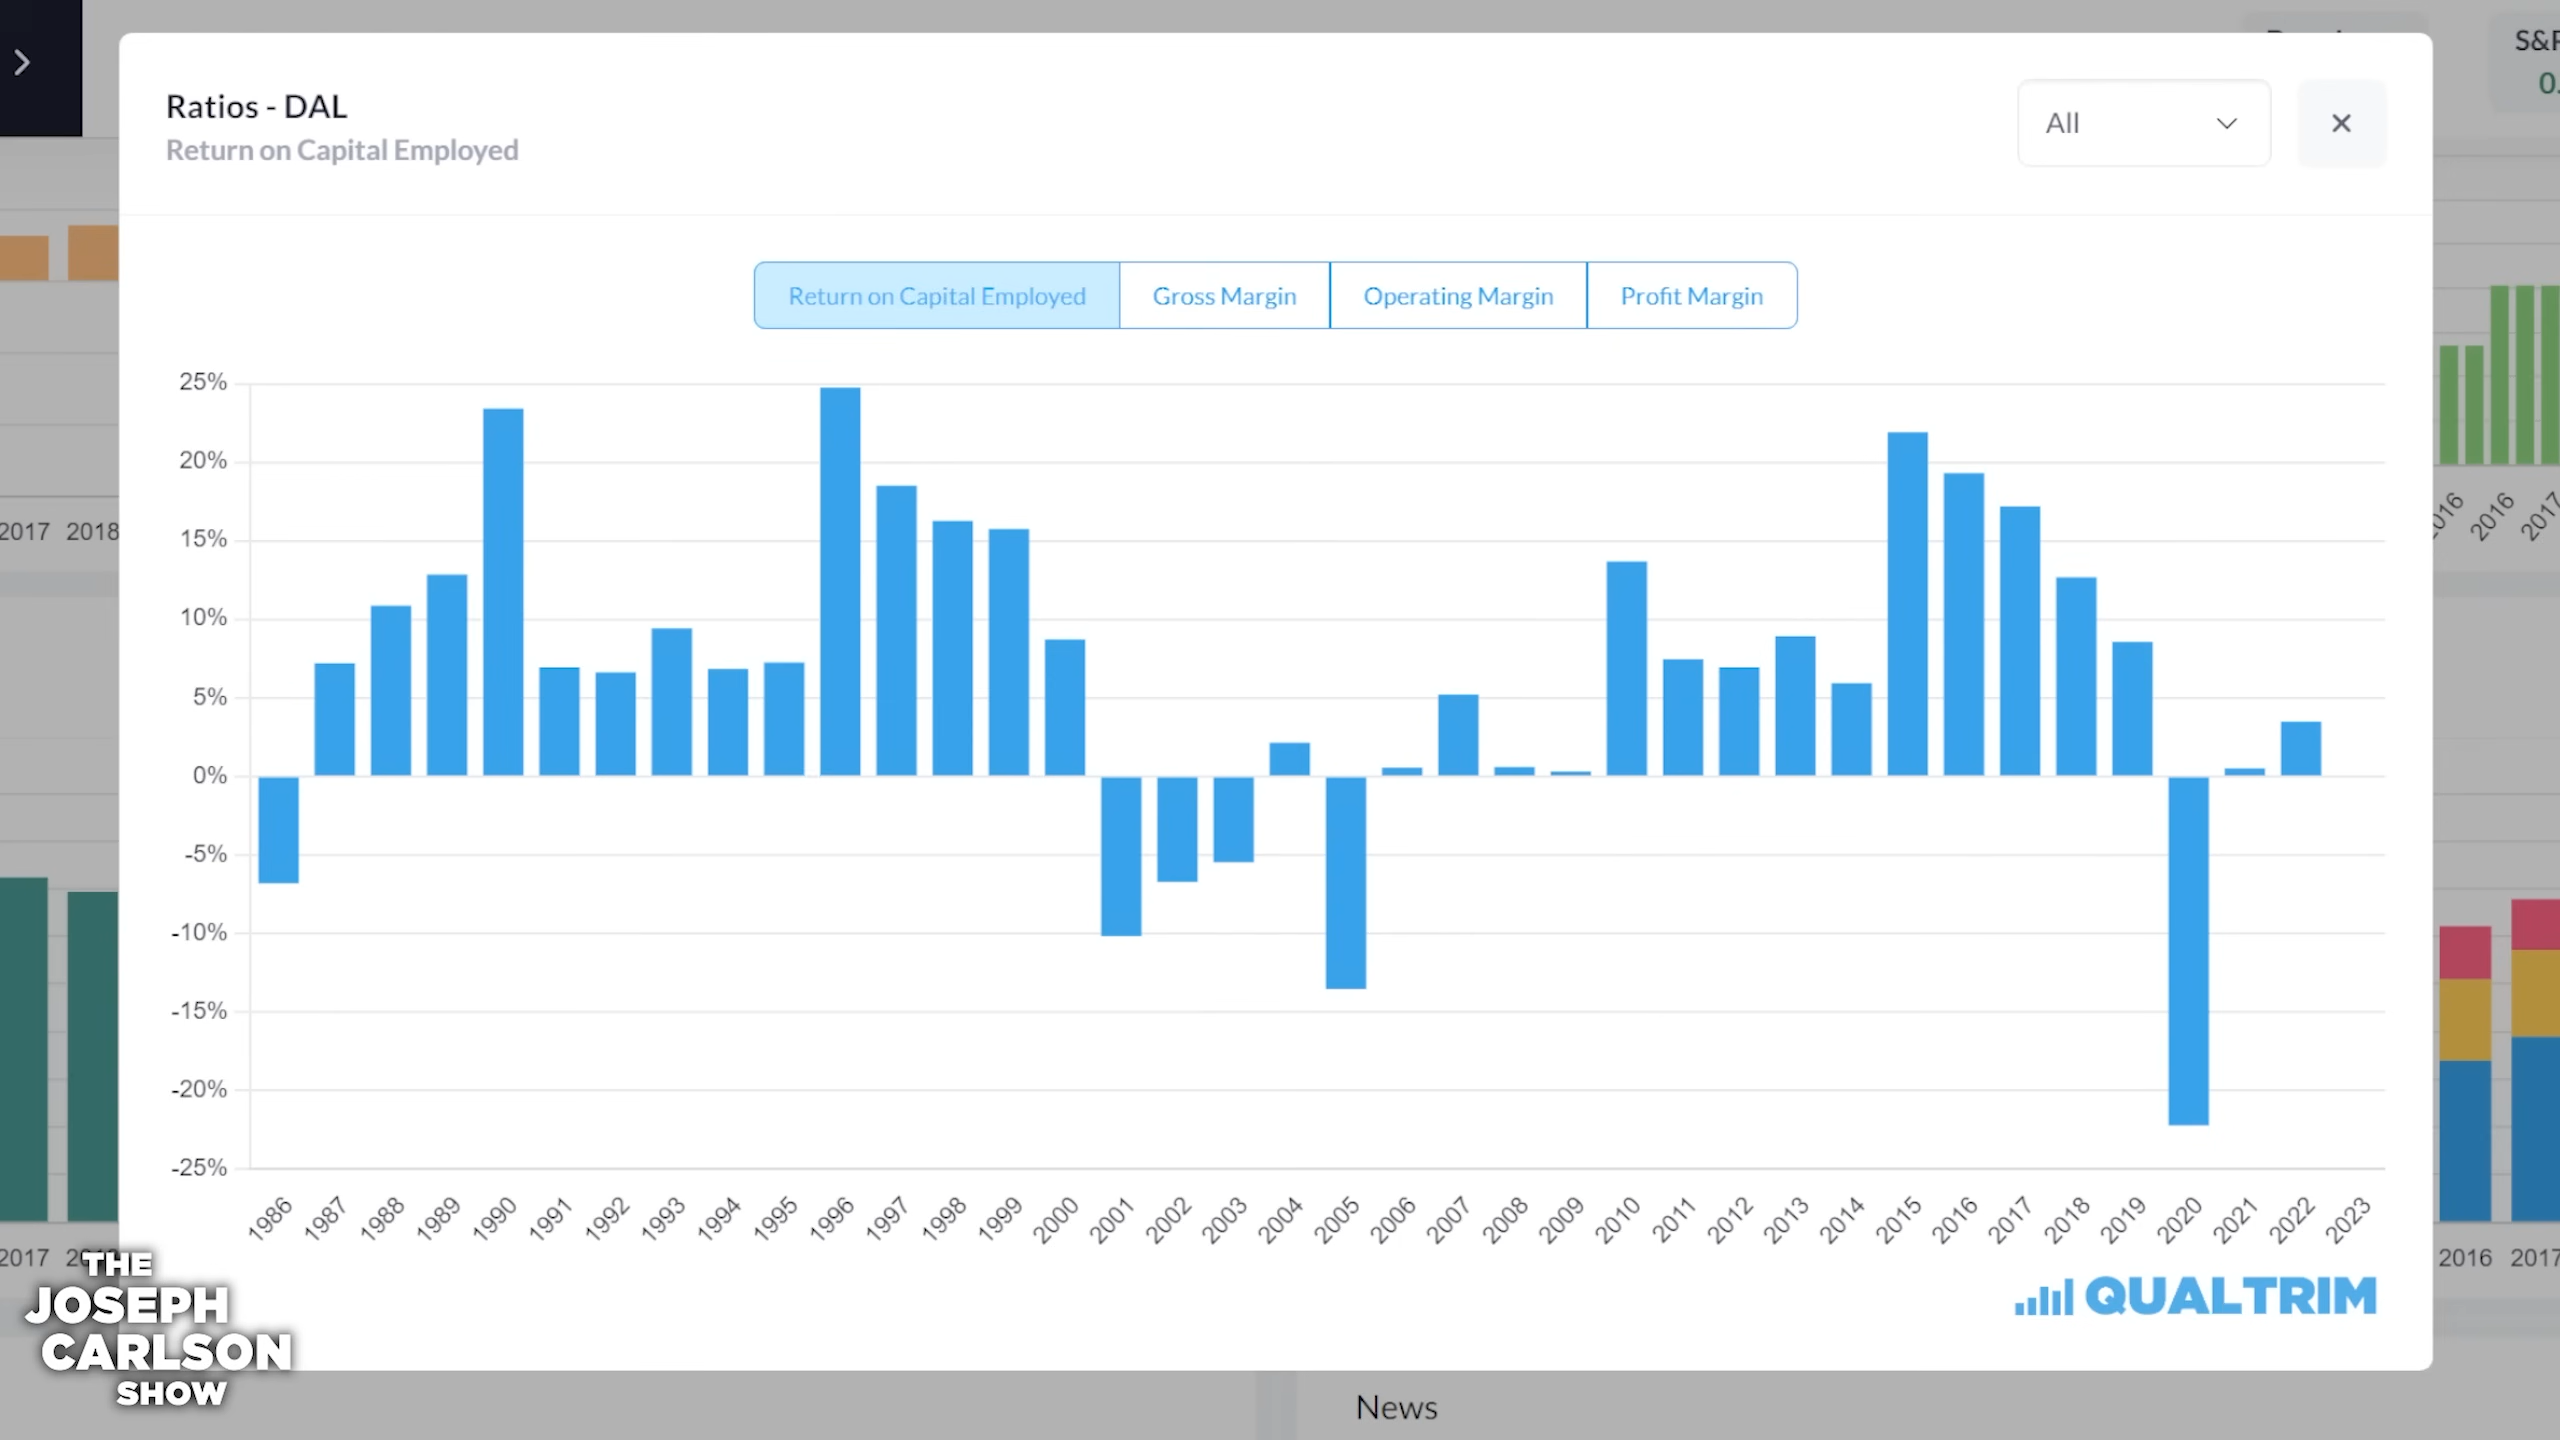 S&P
0.
Ratios - DAL
Return on Capital Employed
All
Return on Capital Employed
Gross Margin
Operating Margin
Profit Margin
25%
20%
15%
10%
5%
0%
-5%
-10%
-15%
-20%
-25%
1986 1987 1988 1989 1990 1991 1992 1993 1994 1995 1996 1997 1998 1999 2000 2001 2002 2003 2004 2005 2006 2007 2008 2009 2010 2011 2012 2013 2014 2015 2016 2017 2018 2019 2020 2021 2022 2023
QUALTRIM
2017 2018
2016 2016 2017
2017
2016 2017
THE
JOSEPH
CARLSON
SHOW
News